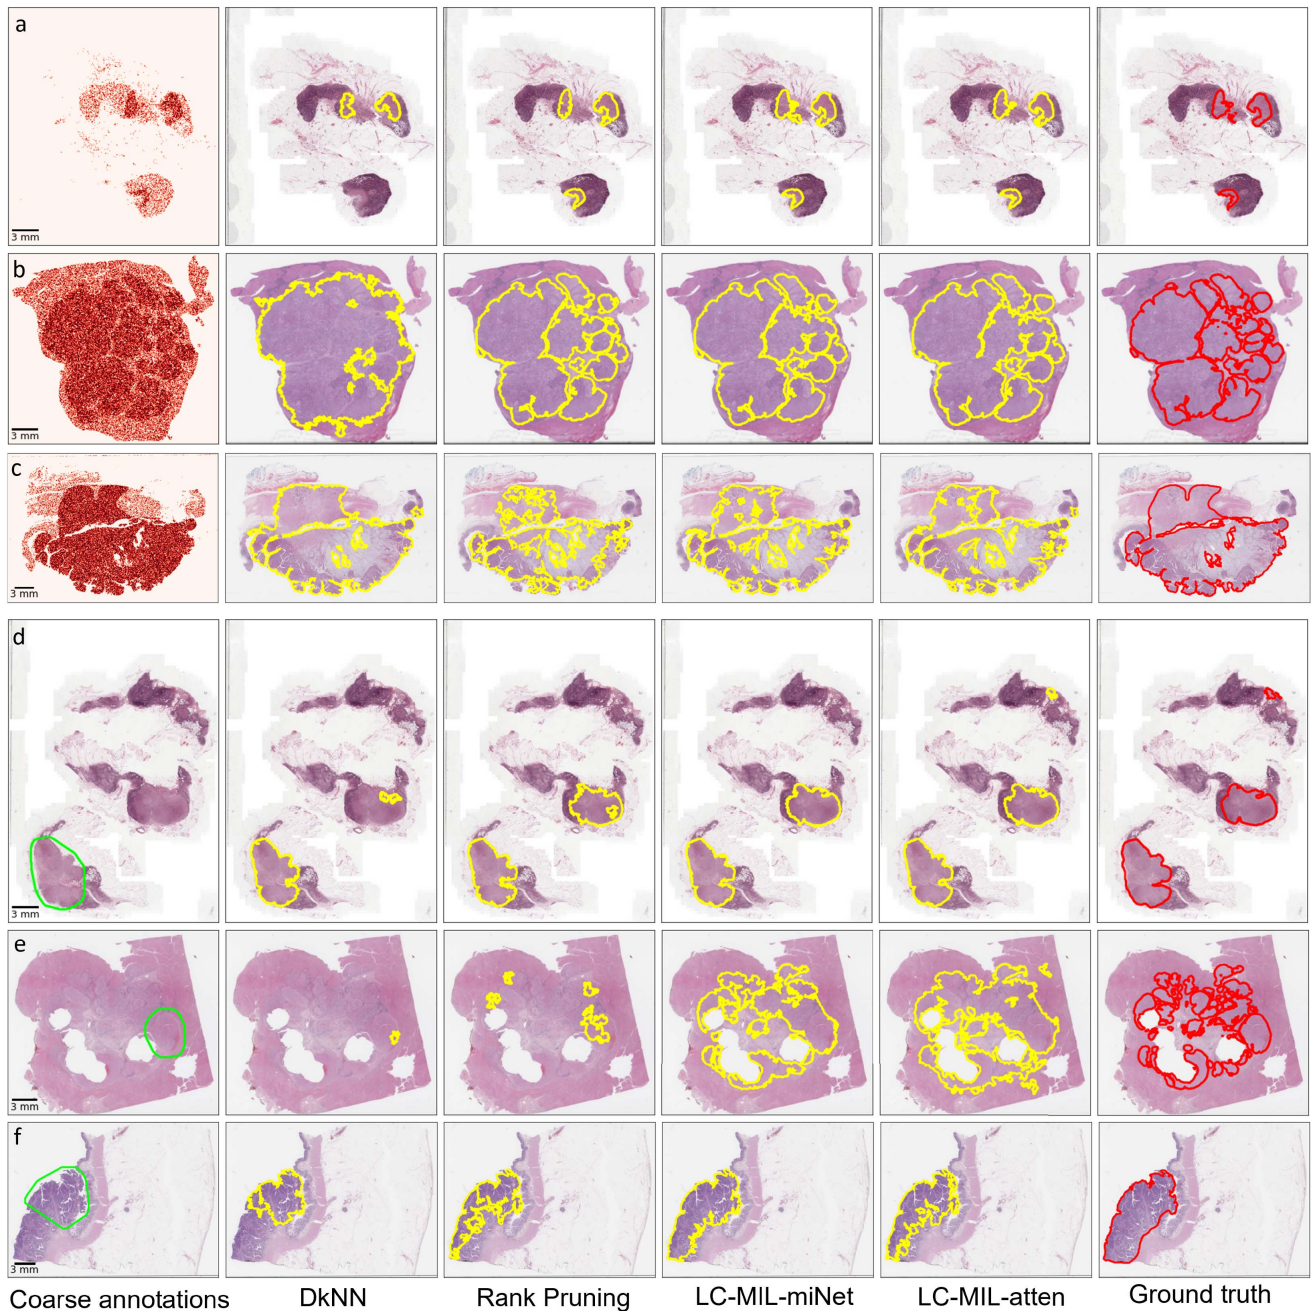 a
3 mm
b
3 mm
c
3 mm
d
3 mm
e
3 mm
f
3 mm
Coarse annotations DkNN Rank Pruning LC-MIL-miNet LC-MIL-atten Ground truth